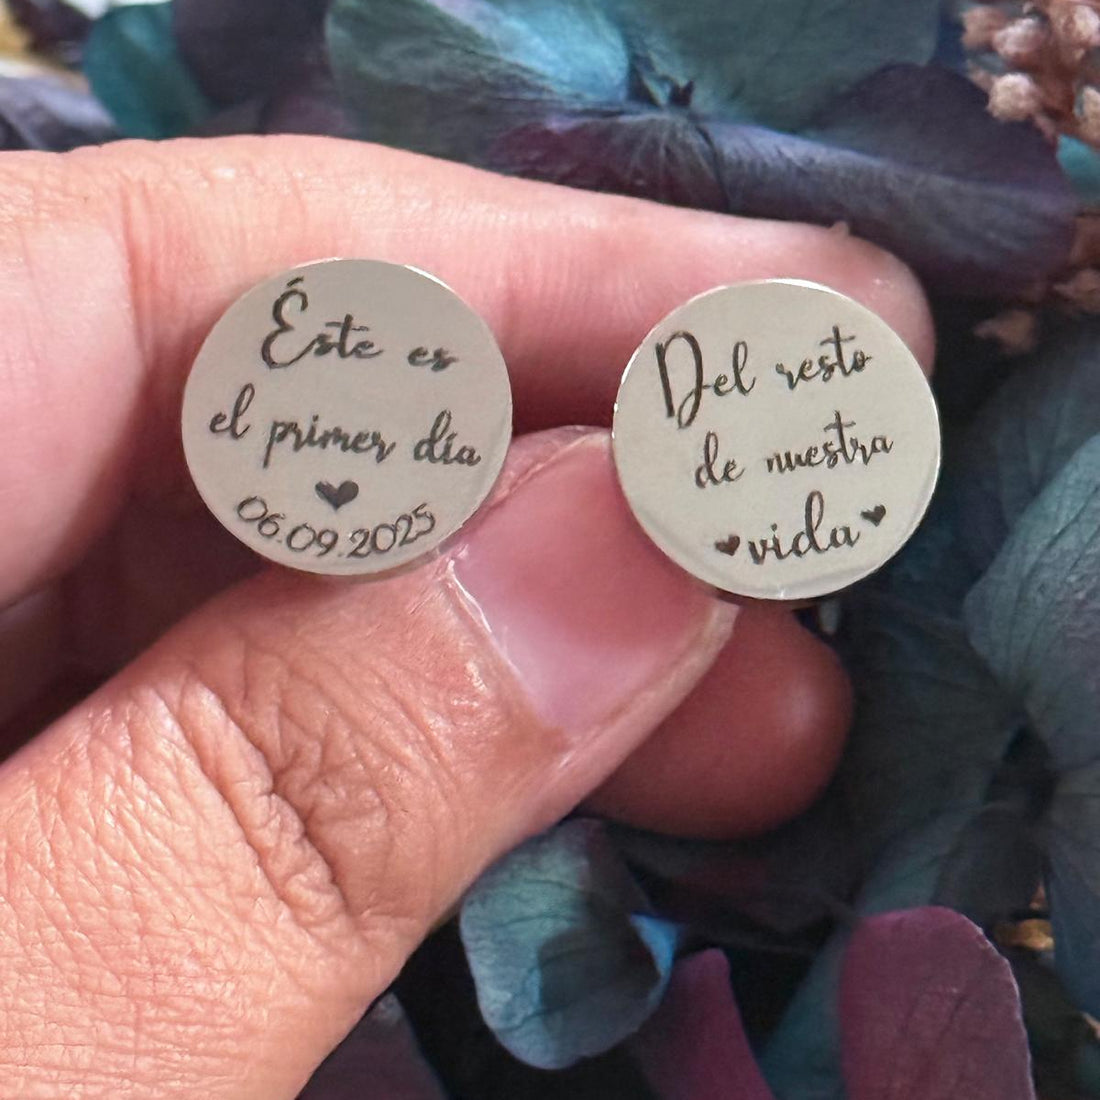 Éste es
el primer día
♥
06.09.2025
Del resto
de nuestra
♥vida♥